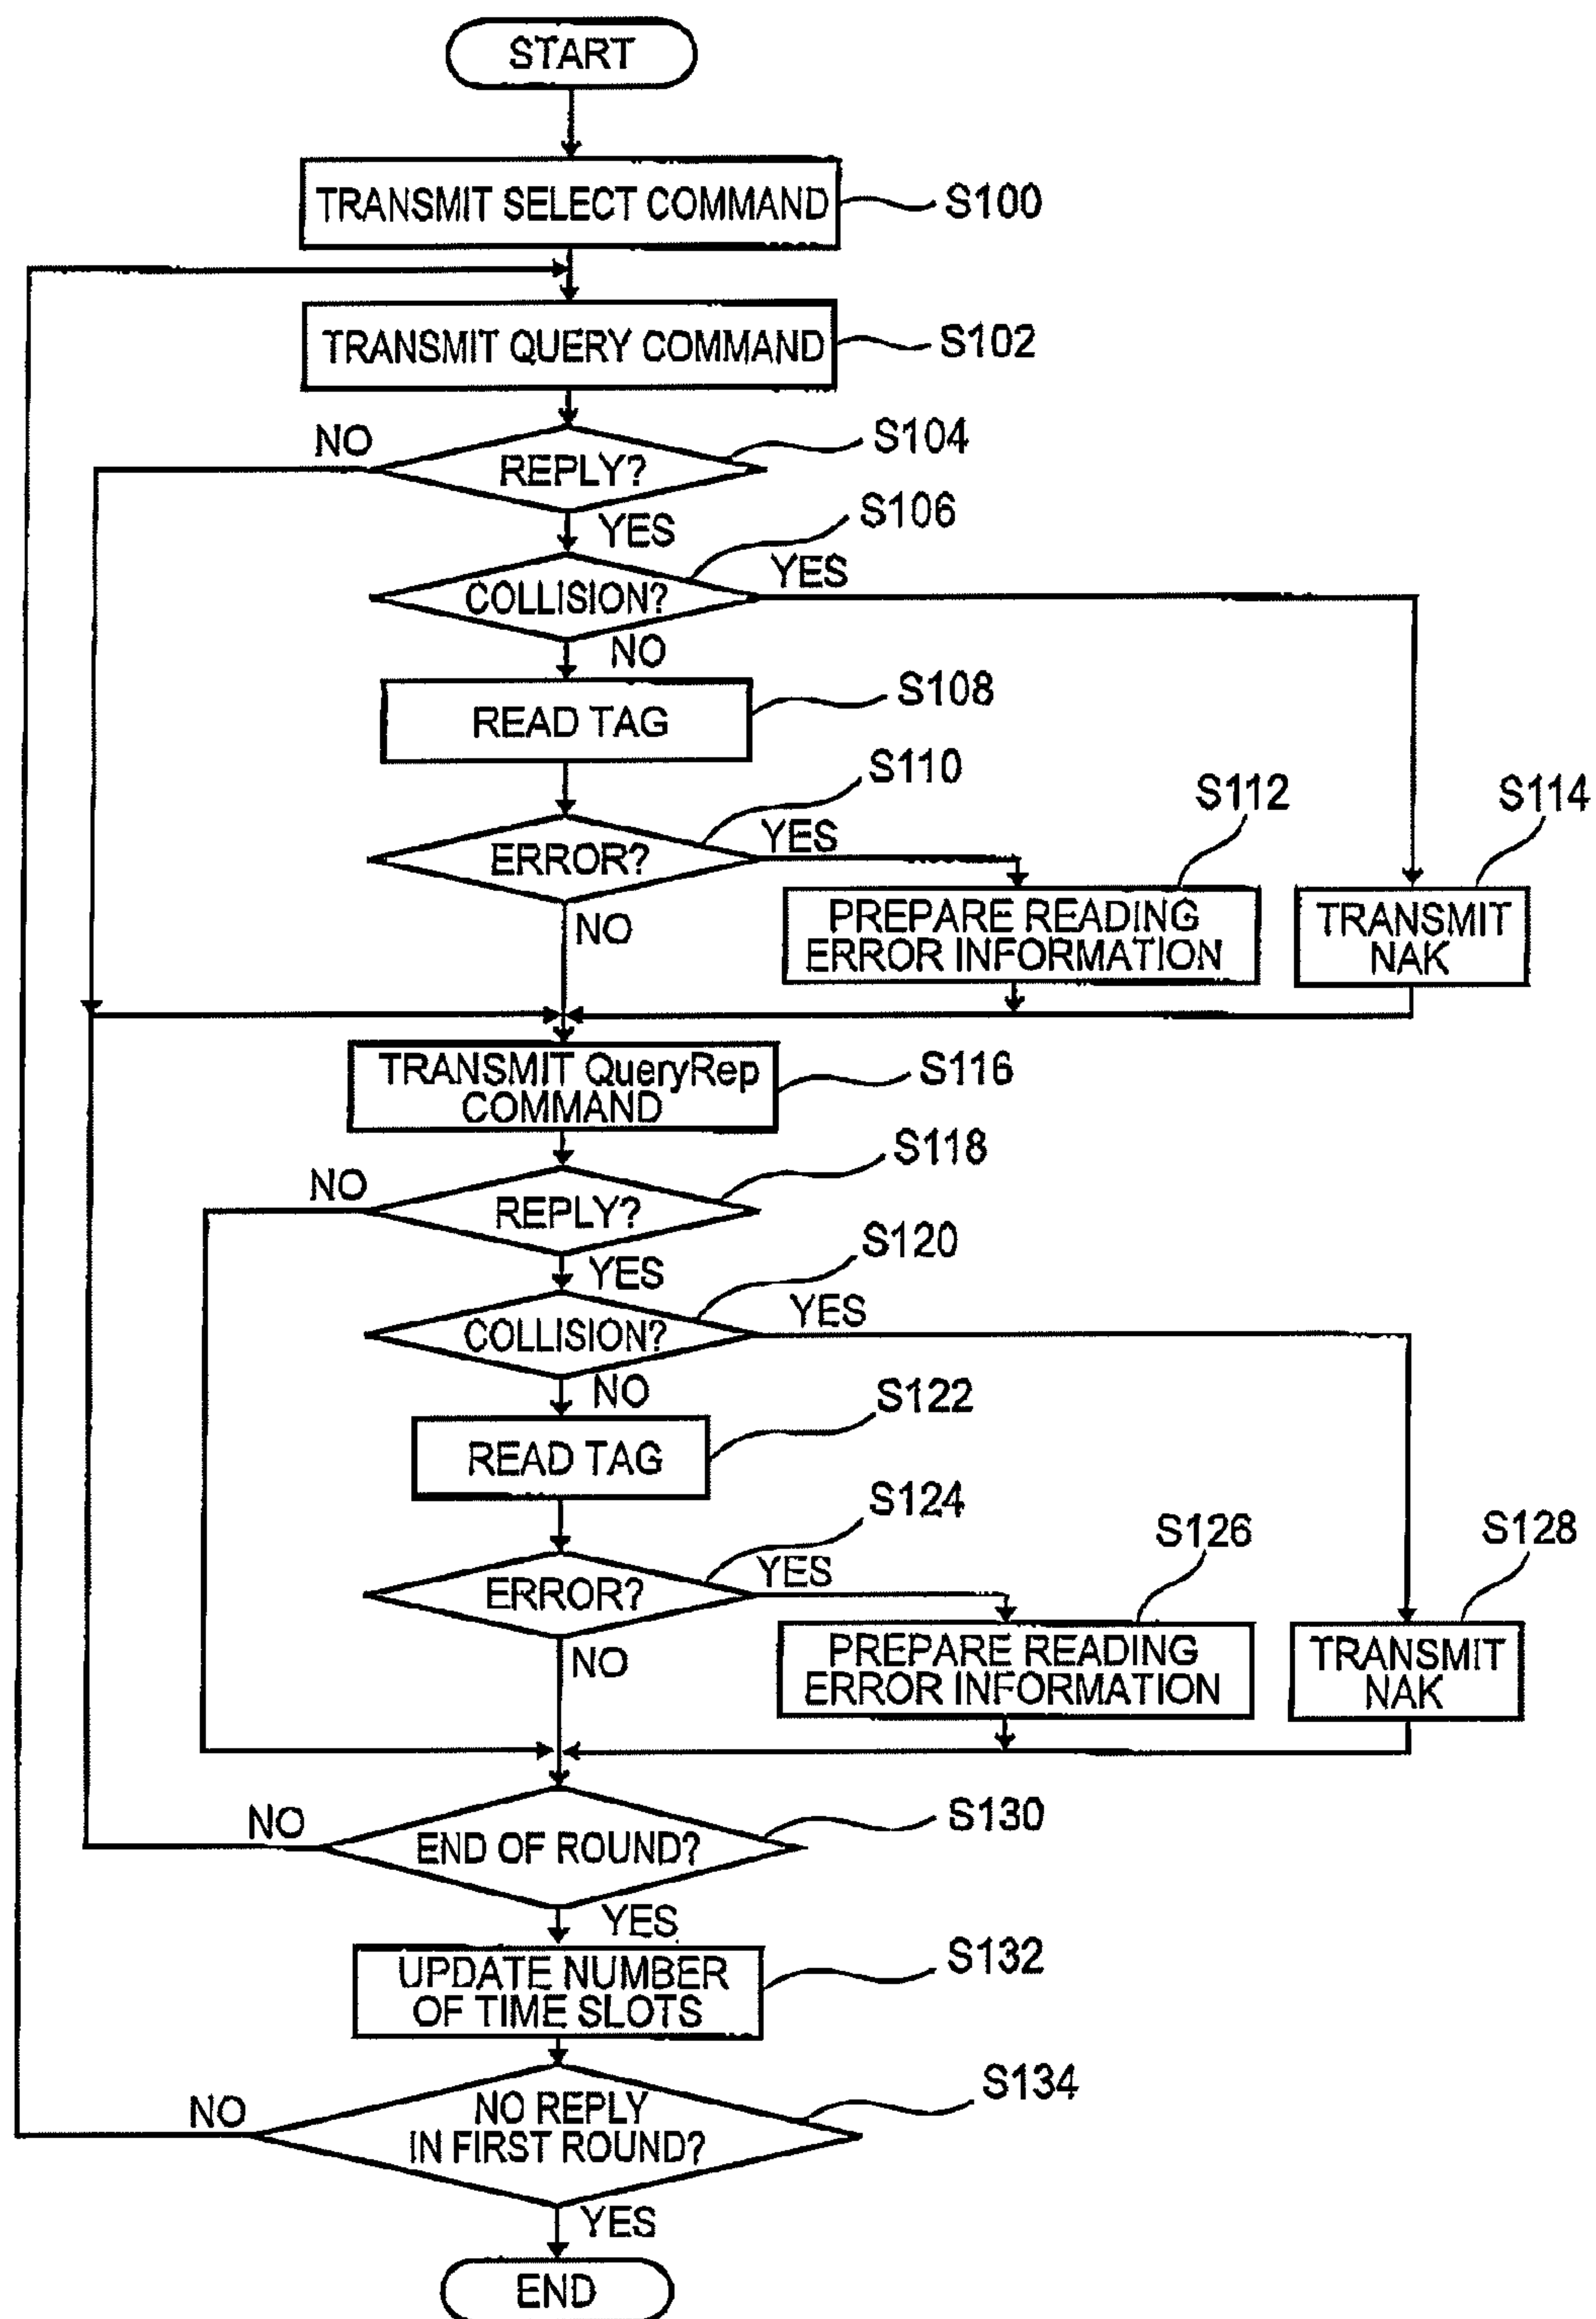 START
TRANSMIT SELECT COMMAND
S100
TRANSMIT QUERY COMMAND
S102
NO
S104
REPLY?
YES
S106
COLLISION?
YES
NO
S108
READ TAG
S110
ERROR?
YES
S112
S114
NO
PREPARE READING
ERROR INFORMATION
TRANSMIT
NAK
TRANSMIT QueryRep
COMMAND
S116
NO
S118
REPLY?
YES
S120
COLLISION?
YES
NO
S122
READ TAG
S124
ERROR?
YES
S126
S128
NO
PREPARE READING
ERROR INFORMATION
TRANSMIT
NAK
NO
S130
END OF ROUND?
YES
UPDATE NUMBER
OF TIME SLOTS
S132
NO
S134
NO REPLY
IN FIRST ROUND?
YES
END